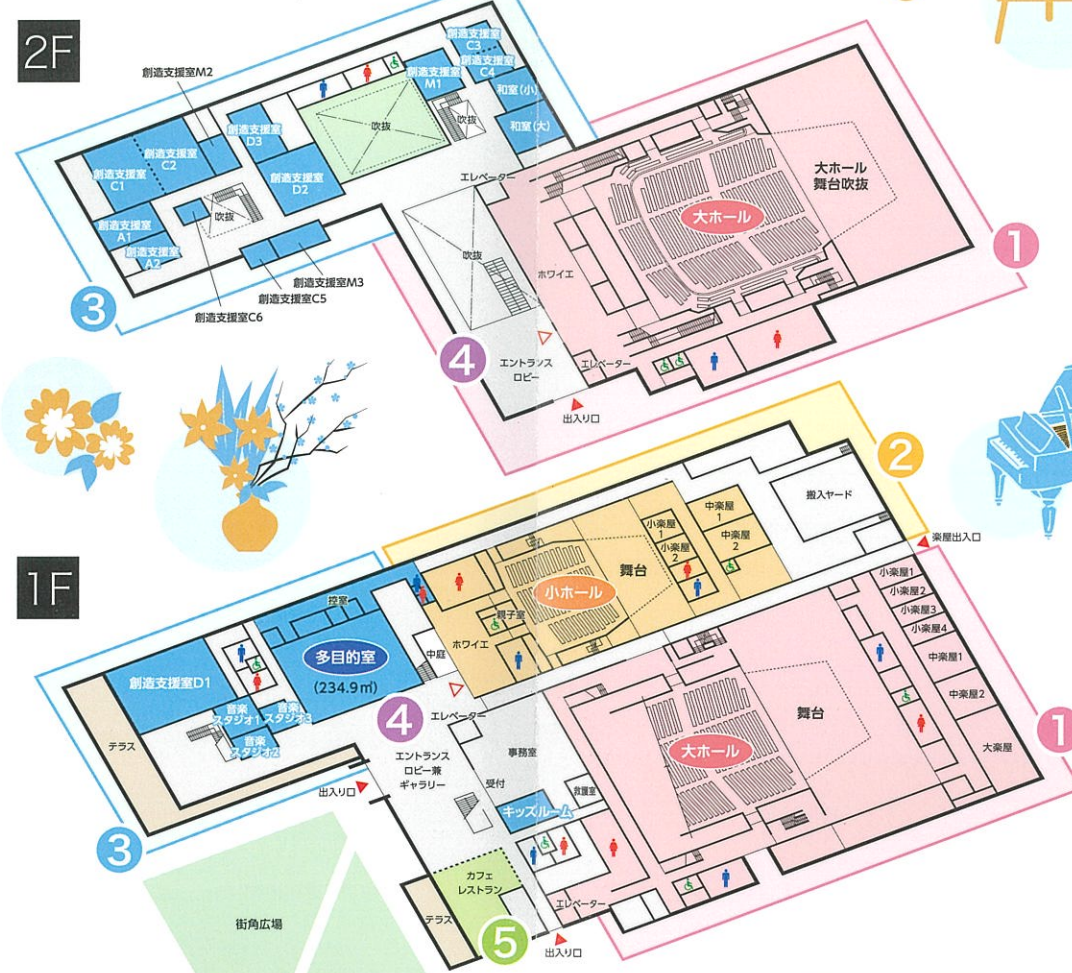 2F
創造支援室M2
創造支援室
C3
創造支援室
C4
創造支援室
M1
和室(小)
和室(大)
吹抜
吹抜
創造支援室
D3
創造支援室
C2
創造支援室
C1
創造支援室
D2
エレベーター
創造支援室
A1
創造支援室
A2
吹抜
創造支援室M3
創造支援室C5
創造支援室C6
3
吹抜
大ホール
大ホール
舞台吹抜
ホワイエ
1
4
エントランス
ロビー
エレベーター
出入り口
2
1F
搬入ヤード
楽屋出入口
中楽屋
1
中楽屋
2
小楽屋
1
小楽屋
2
舞台
小ホール
親子室
ホワイエ
控室
中庭
多目的室
(234.9㎡)
創造支援室D1
音楽
スタジオ1
音楽
スタジオ2
音楽
スタジオ3
テラス
4
エレベーター
エントランス
ロビー兼
ギャラリー
事務室
受付
出入り口
キッズルーム
救護室
大ホール
舞台
小楽屋1
小楽屋2
小楽屋3
小楽屋4
中楽屋1
中楽屋2
大楽屋
1
3
街角広場
カフェ
レストラン
テラス
エレベーター
5
出入り口